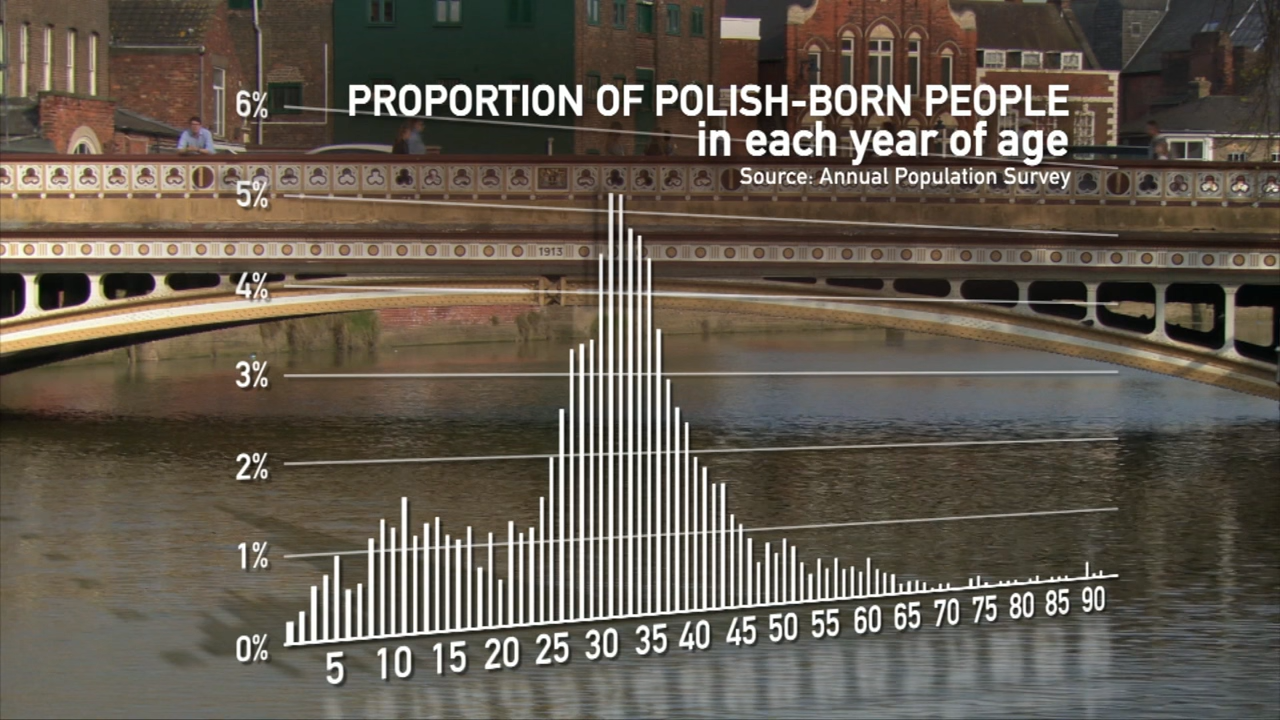 PROPORTION OF POLISH-BORN PEOPLE
in each year of age
Source: Annual Population Survey
6%
5%
1913
4%
3%
2%
1%
0%
5 10 15 20 25 30 35 40 45 50 55 60 65 70 75 80 85 90